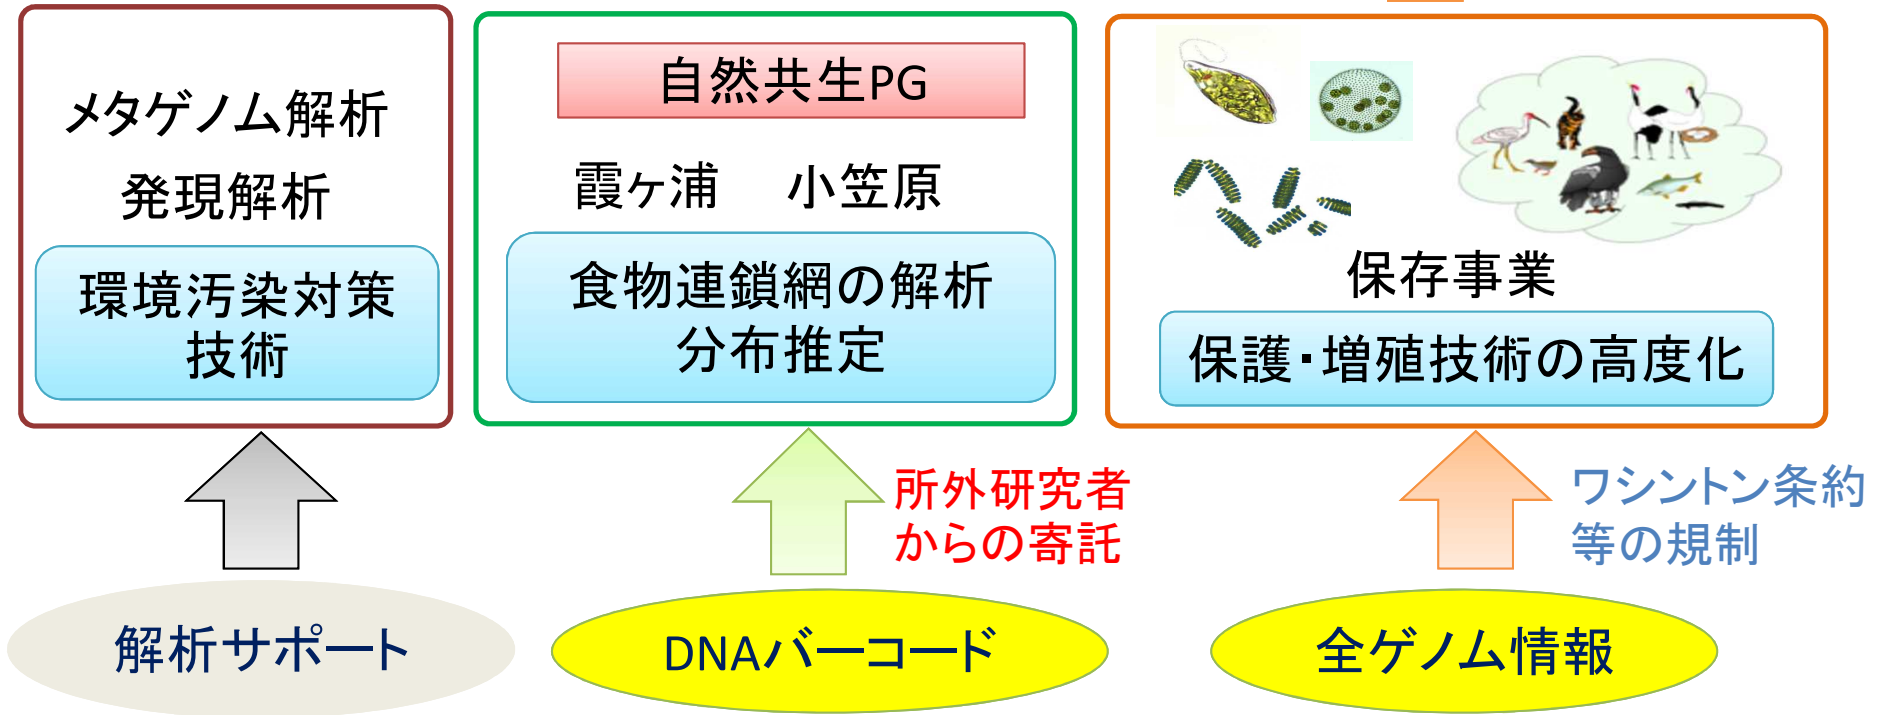 メタゲノム解析
発現解析
環境汚染対策
技術
自然共生PG
霞ヶ浦　小笠原
食物連鎖網の解析
分布推定
保存事業
保護・増殖技術の高度化
所外研究者
からの寄託
ワシントン条約
等の規制
解析サポート
DNAバーコード
全ゲノム情報